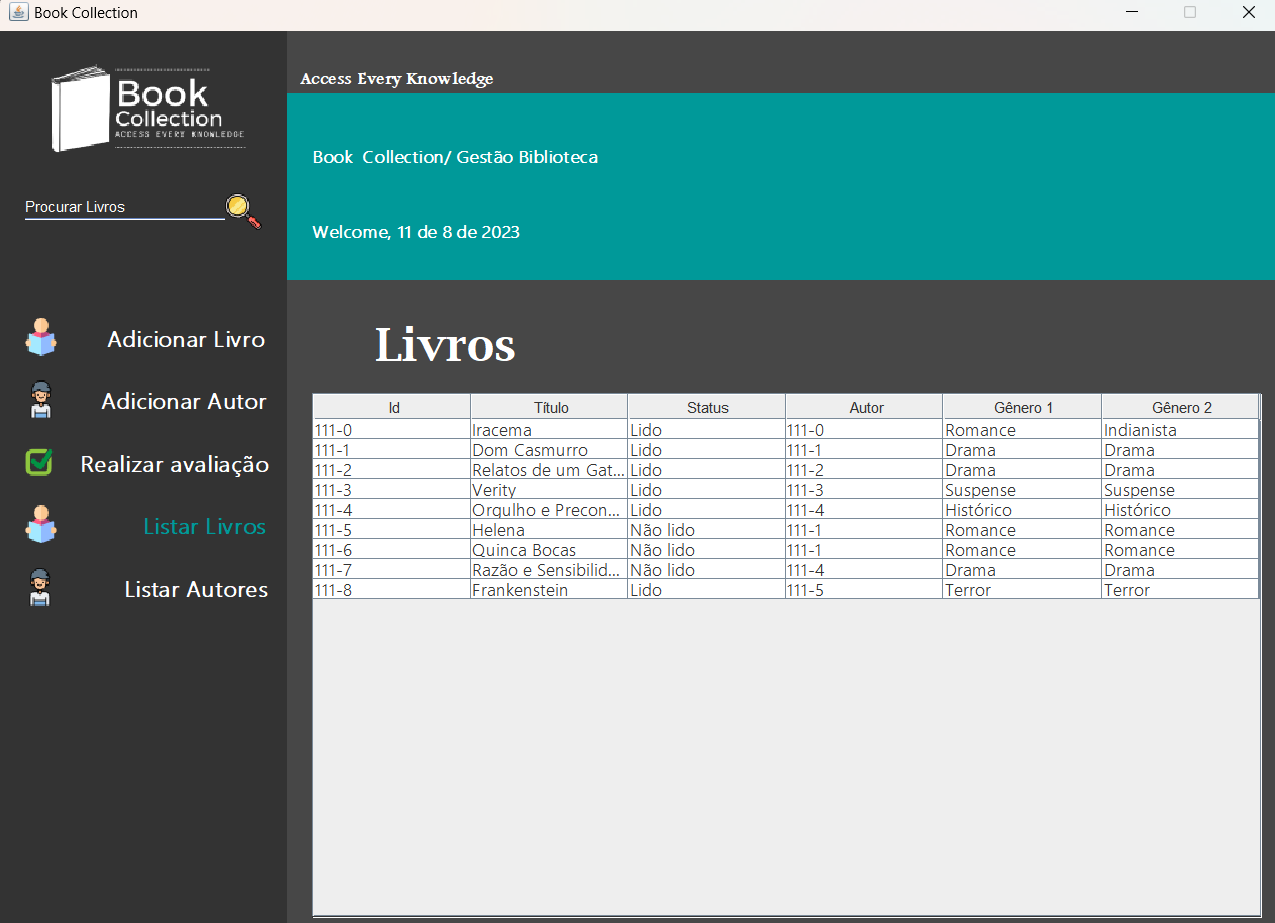 Book Collection
Book
Collection
ACCESS EVERY KNOWLEDGE
Procurar Livros
Adicionar Livro
Adicionar Autor
Realizar avaliação
Listar Livros
Listar Autores
Access Every Knowledge
Book Collection/ Gestão Biblioteca
Welcome, 11 de 8 de 2023
Livros
Id Título Status Autor Gênero 1 Gênero 2
111-0 Iracema Lido 111-0 Romance Indianista
111-1 Dom Casmurro Lido 111-1 Drama Drama
111-2 Relatos de um Gat... Lido 111-2 Drama Drama
111-3 Verity Lido 111-3 Suspense Suspense
111-4 Orgulho e Precon... Lido 111-4 Histórico Histórico
111-5 Helena Não lido 111-1 Romance Romance
111-6 Quinca Bocas Não lido 111-1 Romance Romance
111-7 Razão e Sensibilid... Não lido 111-4 Drama Drama
111-8 Frankenstein Lido 111-5 Terror Terror